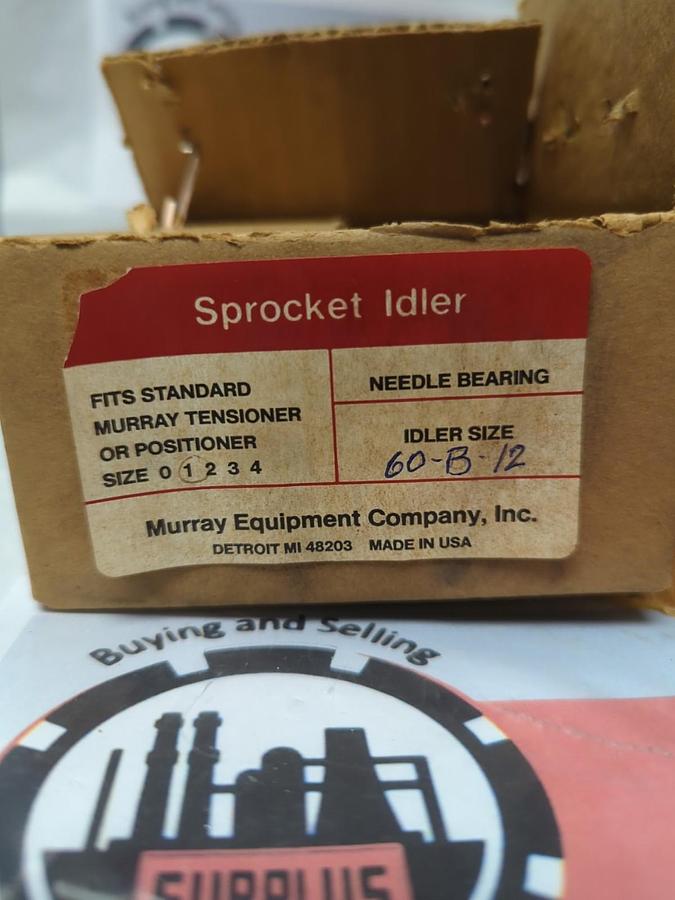 Sprocket Idler
FITS STANDARD
MURRAY TENSIONER
OR POSITIONER
SIZE 0 1 2 3 4
NEEDLE BEARING
IDLER SIZE
60-B-12
Murray Equipment Company, Inc.
DETROIT MI 48203 MADE IN USA
Buying and Selling
SURPLUS